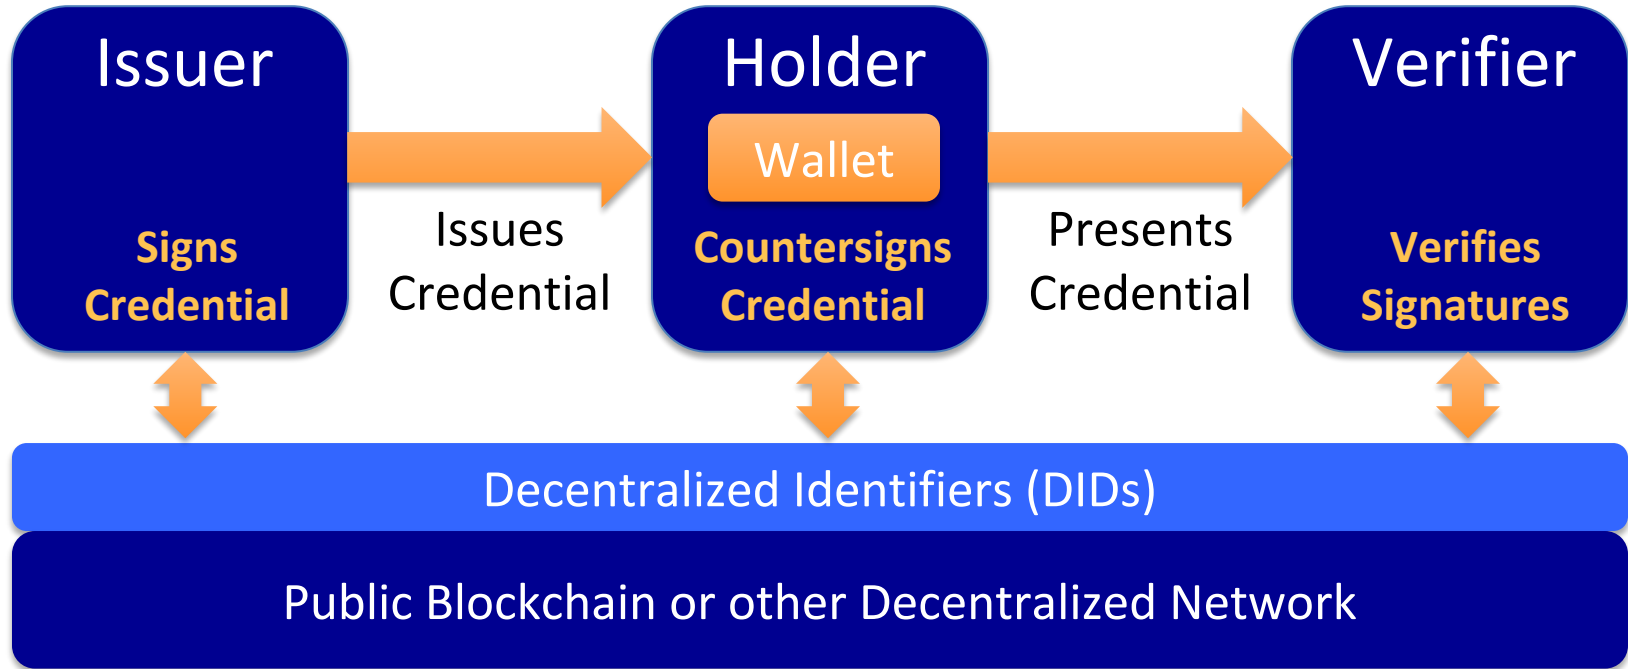 Issuer
Signs
Credential
Issues
Credential
Holder
Wallet
Countersigns
Credential
Presents
Credential
Verifier
Verifies
Signatures
Decentralized Identifiers (DIDs)
Public Blockchain or other Decentralized Network